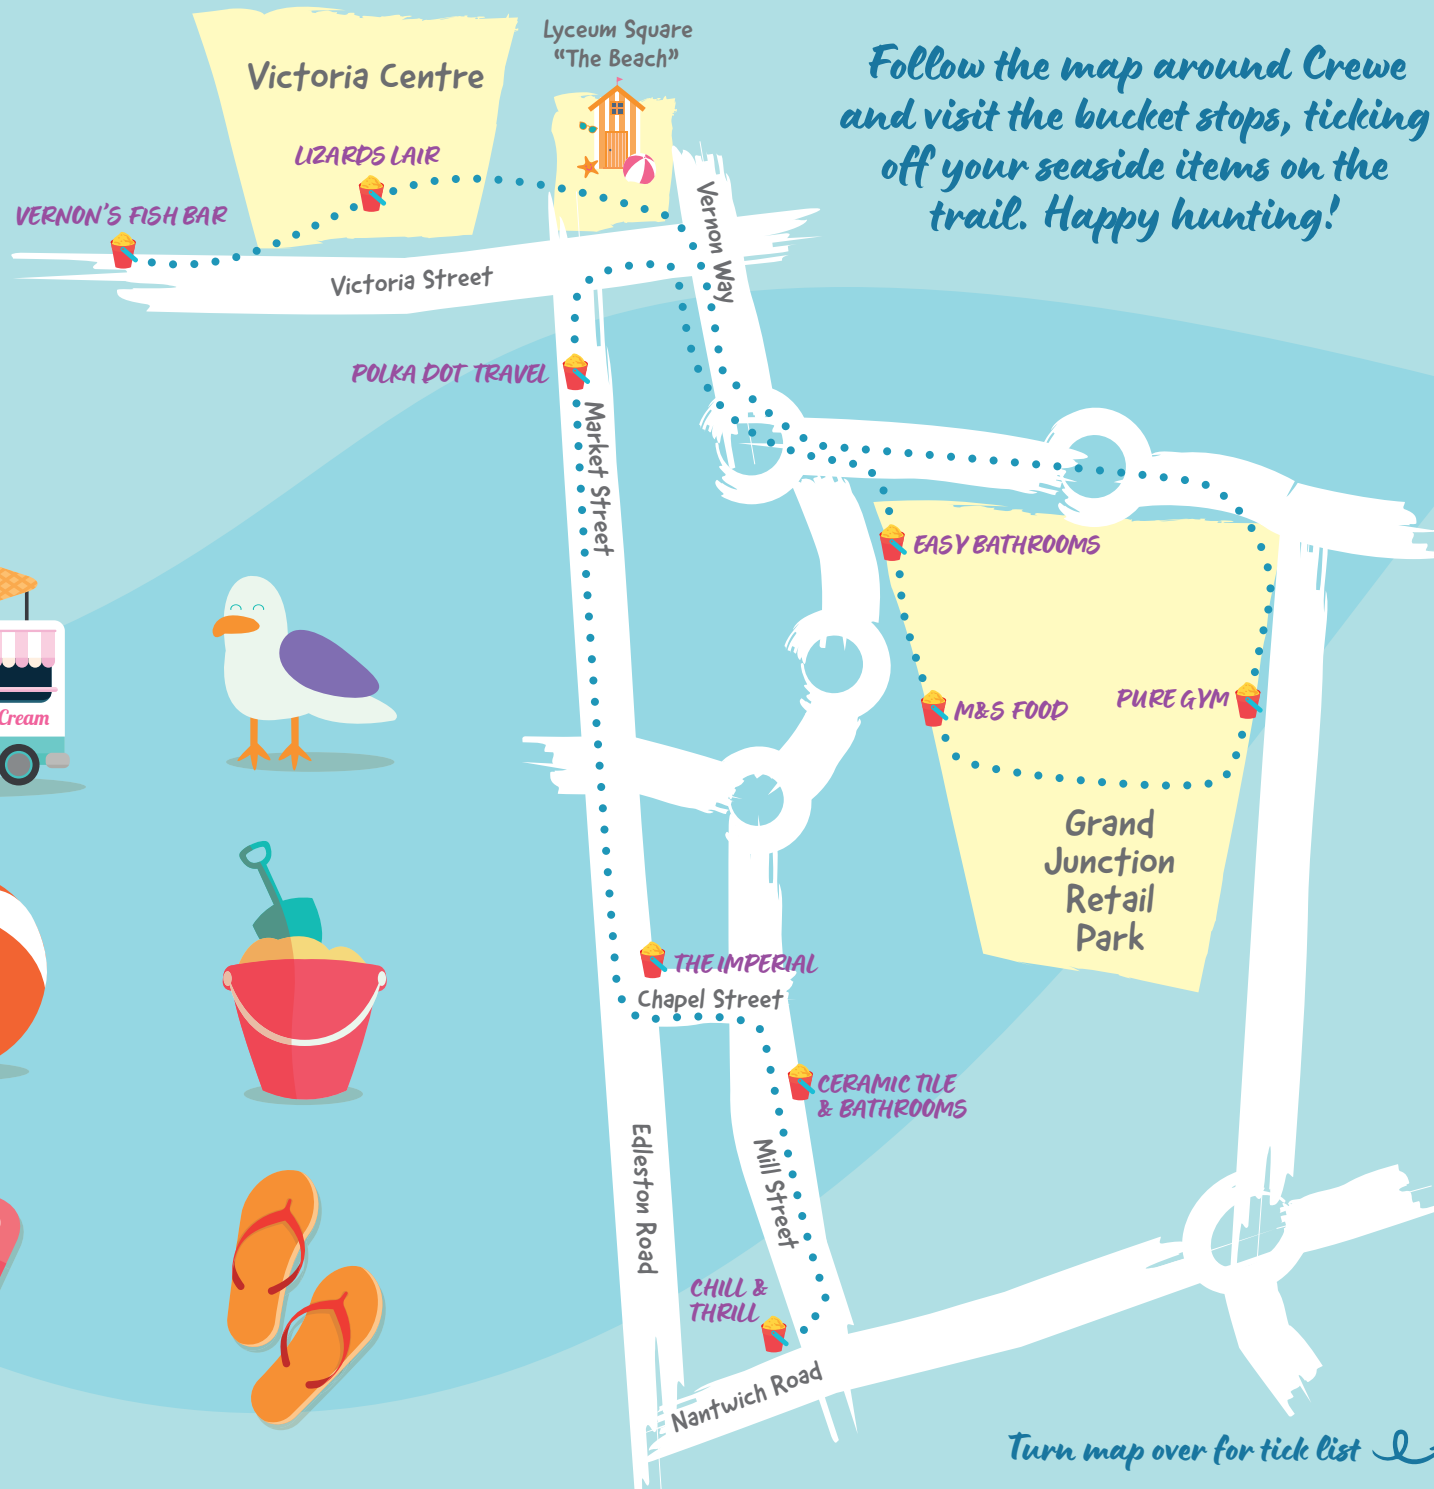 Lyceum Square
“The Beach”
Victoria Centre
Follow the map around Crewe
and visit the bucket stops, ticking
off your seaside items on the
trail. Happy hunting!
LIZARDS LAIR
VERNON’S FISH BAR
Vernon Way
Victoria Street
POLKA DOT TRAVEL
Market Street
EASY BATHROOMS
M&S FOOD
PURE GYM
Cream
Grand
Junction
Retail
Park
THE IMPERIAL
Chapel Street
CERAMIC TILE
& BATHROOMS
Edleston Road
Mill Street
CHILL &
THRILL
Nantwich Road
Turn map over for tick list